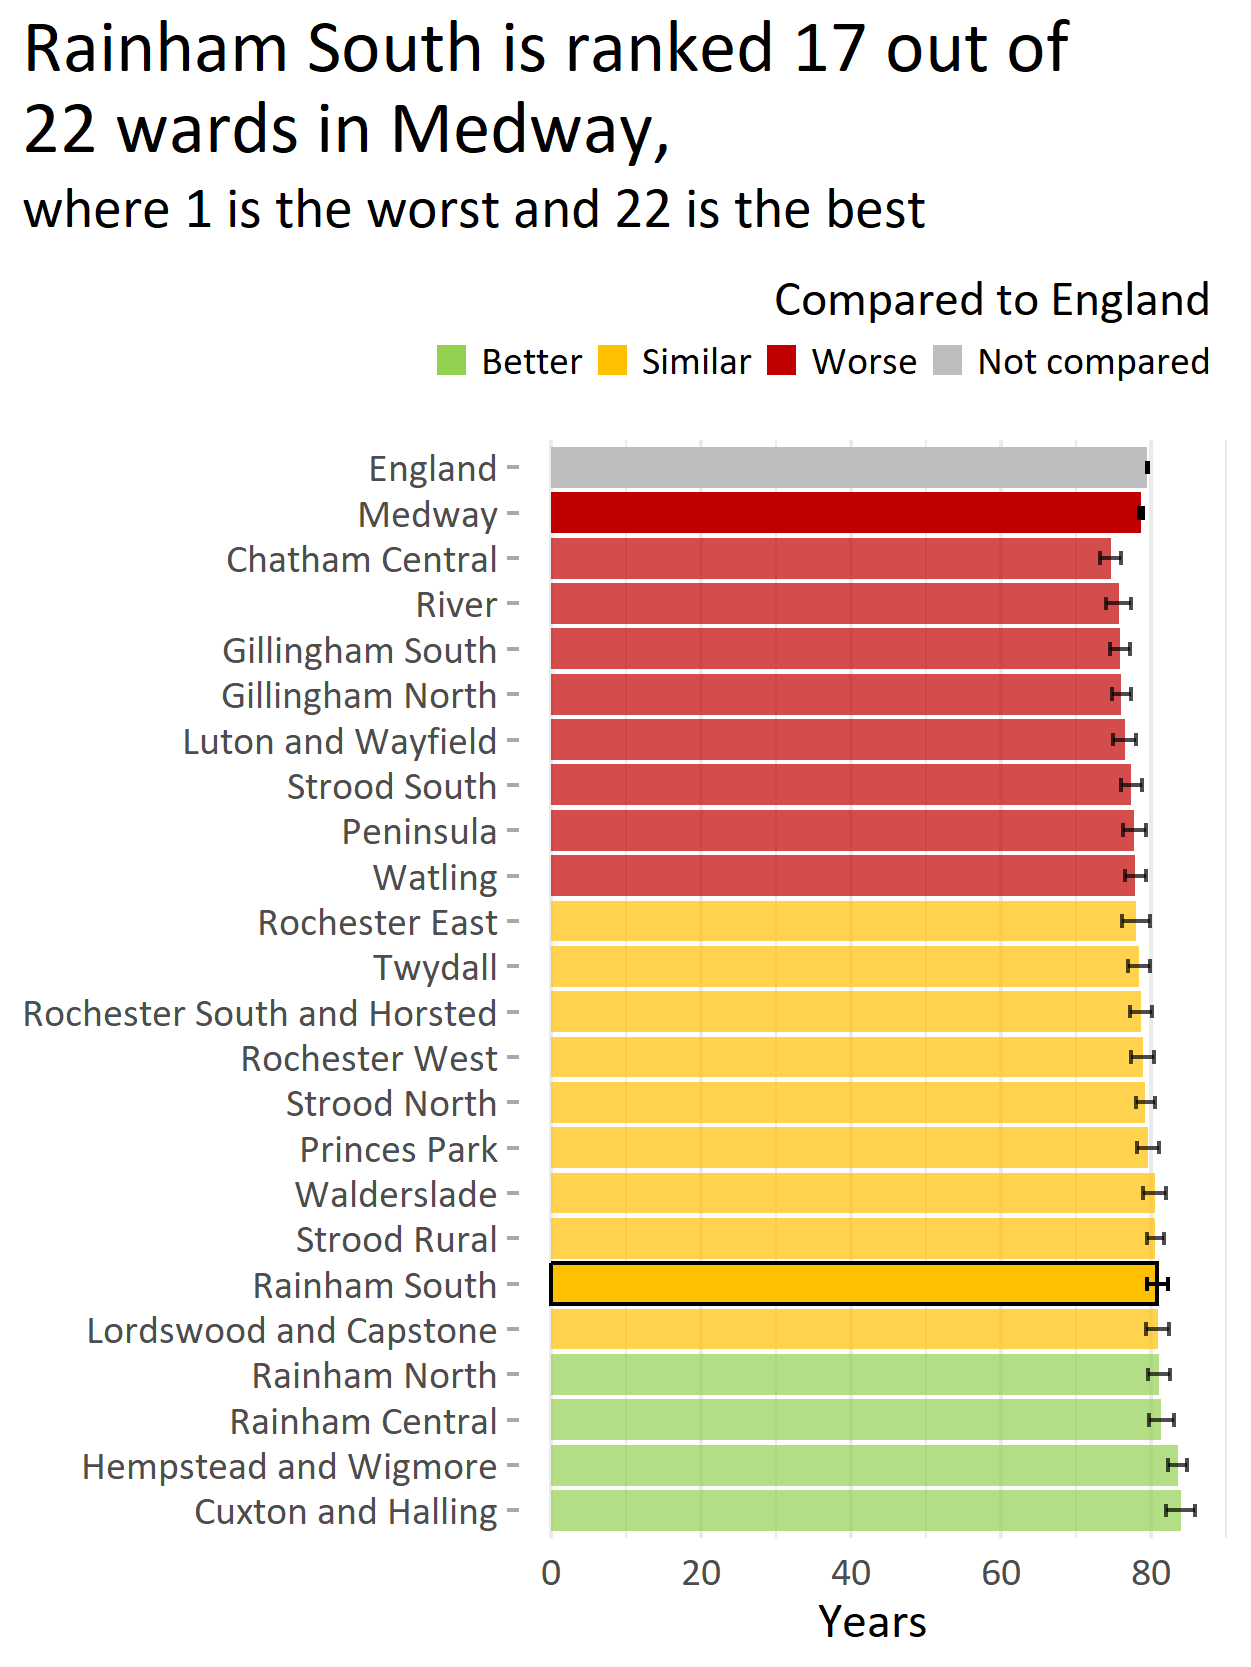 Rainham South is ranked 17 out of
22 wards in Medway,
where 1 is the worst and 22 is the best
Compared to England
Better Similar Worse Not compared
England
Medway
Chatham Central
River
Gillingham South
Gillingham North
Luton and Wayfield
Strood South
Peninsula
Watling
Rochester East
Twydall
Rochester South and Horsted
Rochester West
Strood North
Princes Park
Walderslade
Strood Rural
Rainham South
Lordswood and Capstone
Rainham North
Rainham Central
Hempstead and Wigmore
Cuxton and Halling
0 20 40 60 80
Years